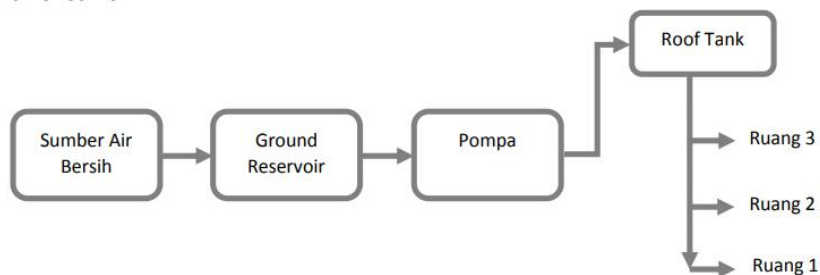 Roof Tank
Sumber Air
Bersih
Ground
Reservoir
Pompa
Ruang 3
Ruang 2
Ruang 1